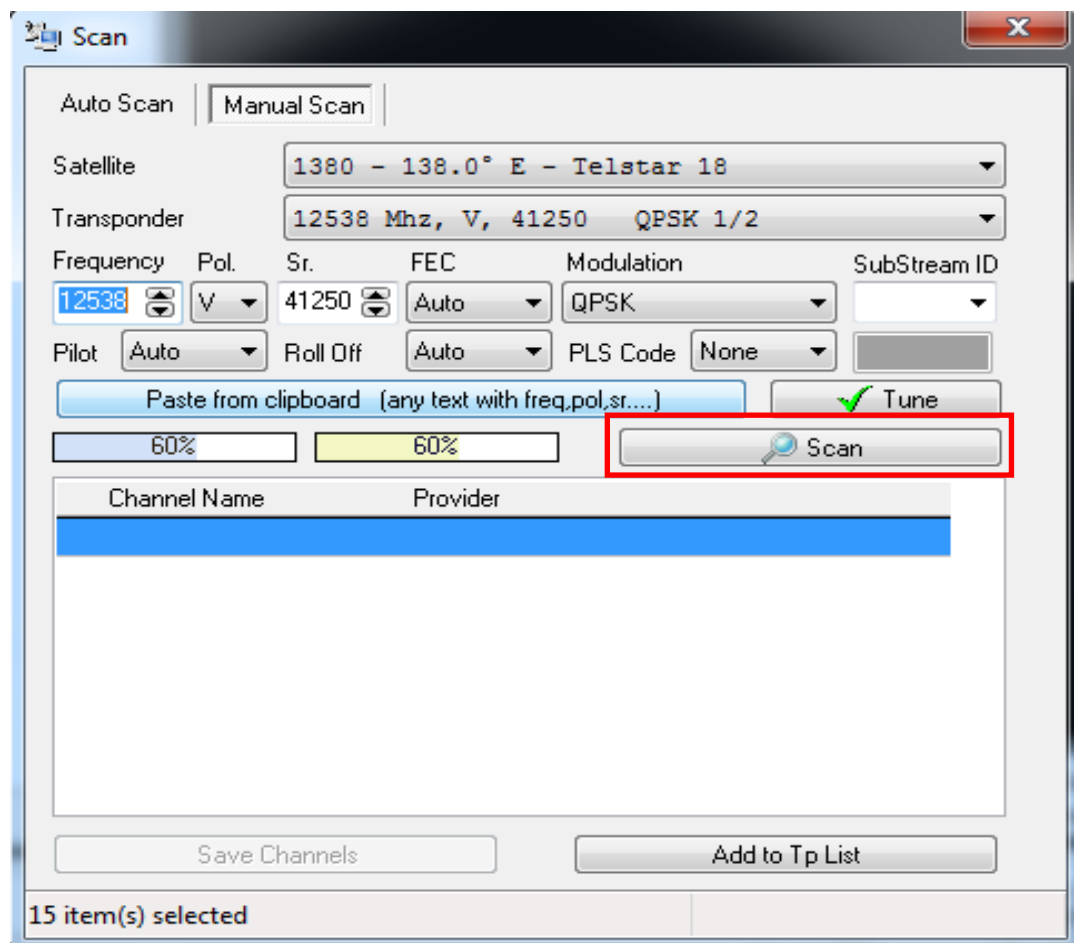 Scan
Auto Scan Manual Scan
Satellite 1380 - 138.0° E - Telstar 18
Transponder 12538 Mhz, V, 41250 QPSK 1/2
Frequency Pol. Sr. FEC Modulation SubStream ID
12538 V 41250 Auto QPSK
Pilot Auto Roll Off Auto PLS Code None
Paste from clipboard (any text with freq,pol,sr....) Tune
60% 60% Scan
Channel Name Provider
Save Channels Add to Tp List
15 item(s) selected